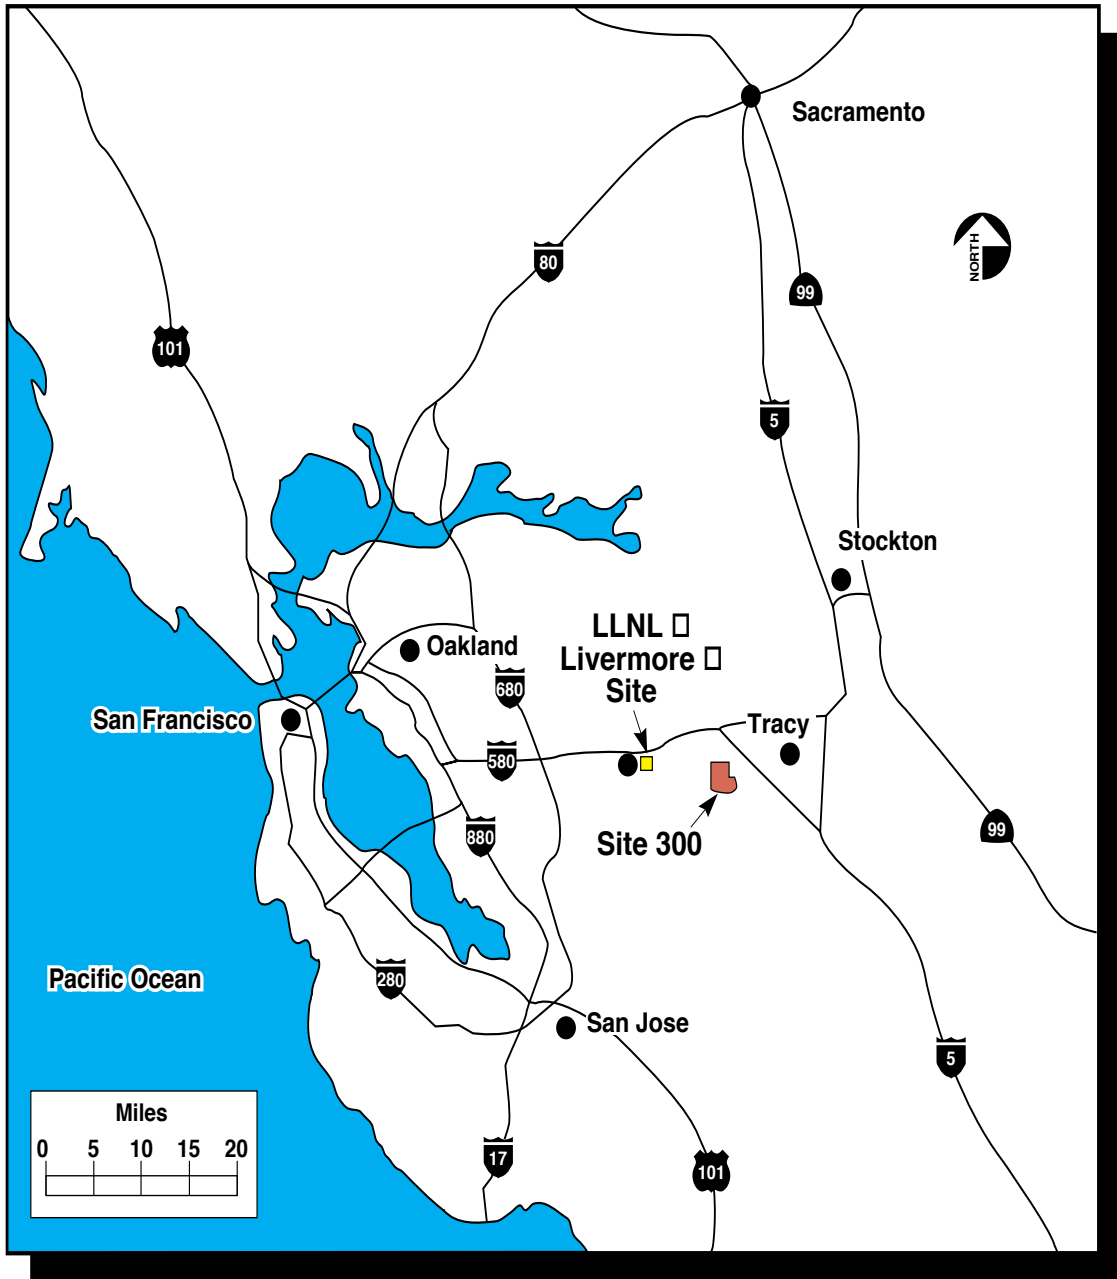 Sacramento
NORTH
80
99
101
5
Stockton
LLNL
Livermore
Site
Oakland
680
San Francisco
Tracy
580
Site 300
880
99
Pacific Ocean
280
San Jose
5
Miles
0 5 10 15 20
17
101